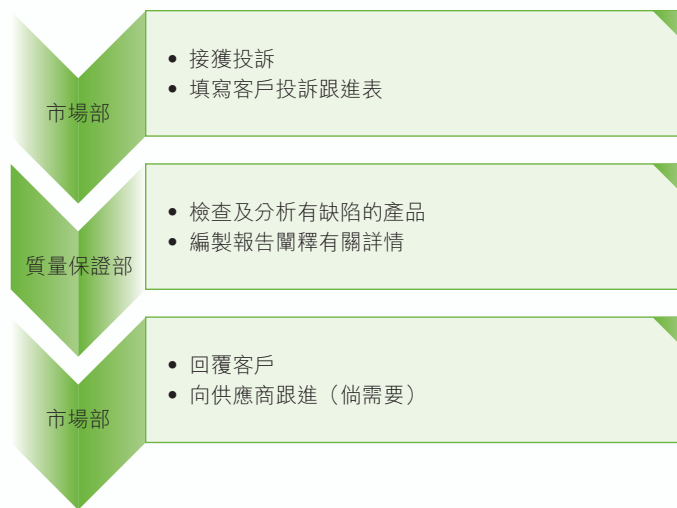 市場部
• 接獲投訴
• 填寫客戶投訴跟進表
質量保證部
• 檢查及分析有缺陷的產品
• 編製報告闡釋有關詳情
市場部
• 回覆客戶
• 向供應商跟進（倘需要）